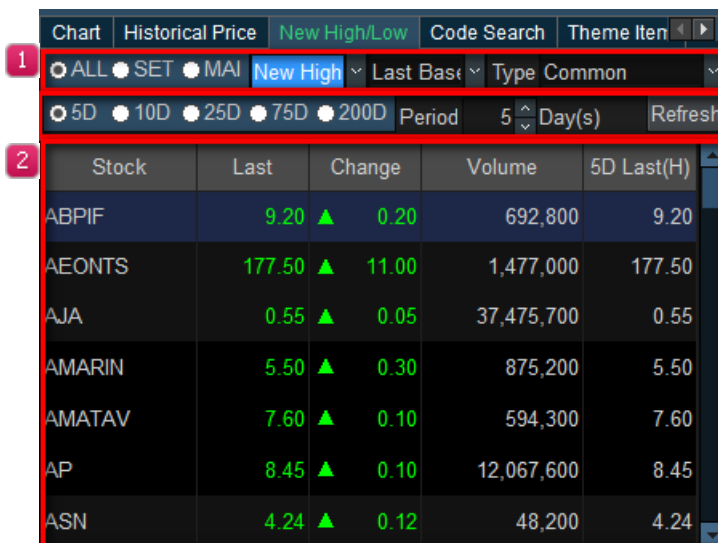 Chart Historical Price New High/Low Code Search Theme Iten
1 ALL SET MAI New High Last Base Type Common
5D 10D 25D 75D 200D Period 5 Day(s) Refresh
2 Stock Last Change Volume 5D Last(H)
ABPIF 9.20 ▲ 0.20 692,800 9.20
AEONTS 177.50 ▲ 11.00 1,477,000 177.50
AJA 0.55 ▲ 0.05 37,475,700 0.55
AMARIN 5.50 ▲ 0.30 875,200 5.50
AMATAV 7.60 ▲ 0.10 594,300 7.60
AP 8.45 ▲ 0.10 12,067,600 8.45
ASN 4.24 ▲ 0.12 48,200 4.24